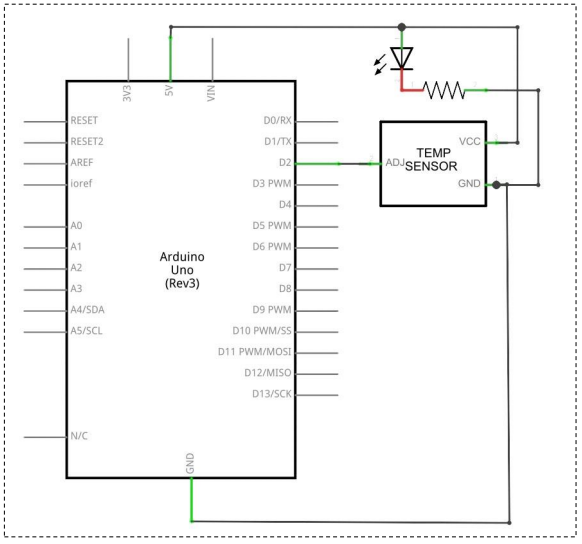 3V3
5V
VIN
RESET
RESET2
AREF
ioref
A0
A1
A2
A3
A4/SDA
A5/SCL
N/C
Arduino
Uno
(Rev3)
GND
D0/RX
D1/TX
D2
D3 PWM
D4
D5 PWM
D6 PWM
D7
D8
D9 PWM
D10 PWM/SS
D11 PWM/MOSI
D12/MISO
D13/SCK
VCC
TEMP
ADJ SENSOR
GND